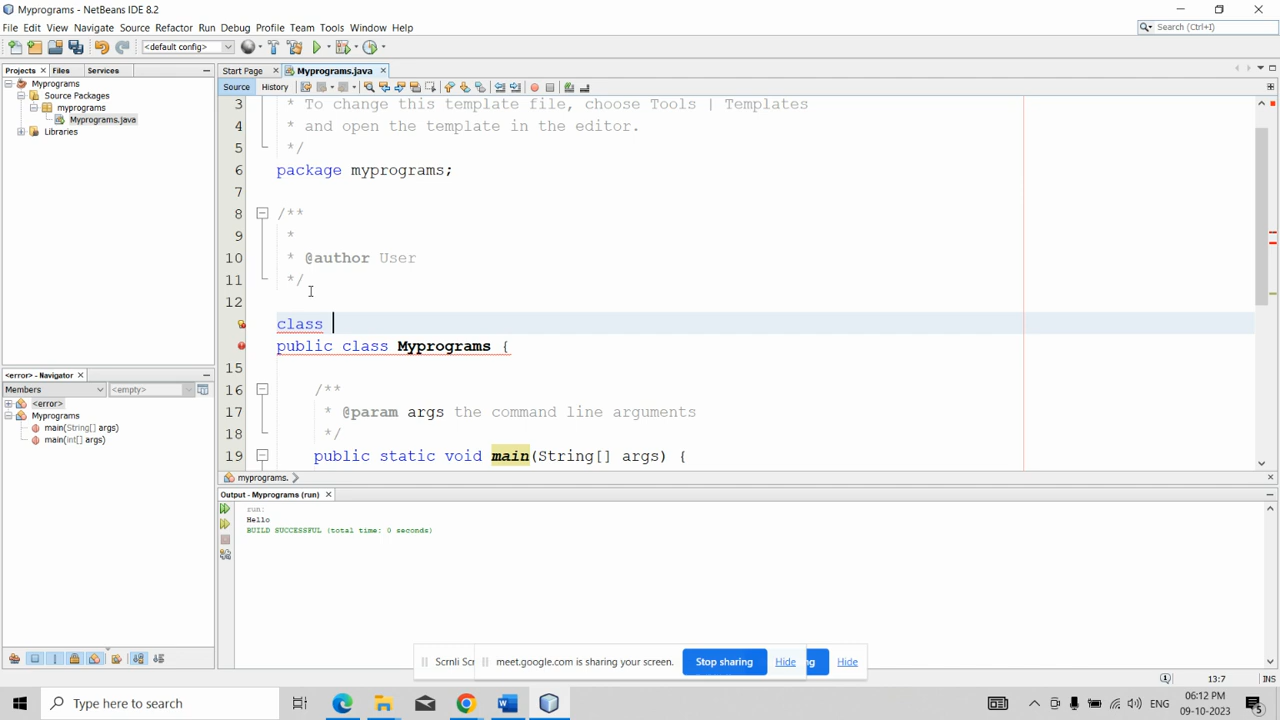 Myprograms - NetBeans IDE 8.2
File Edit View Navigate Source Refactor Run Debug Profile Team Tools Window Help
Search (Ctrl+I)
<default config>
Projects Files Services
Start Page Myprograms.java
Myprograms
Source Packages
myprograms
Myprograms.java
Libraries
Source History
3 * To change this template file, choose Tools | Templates
4 * and open the template in the editor.
5 */
6 package myprograms;
7
8 /**
9 *
10 * @author User
11 */
12
class
public class Myprograms {
15
16 /**
17 * @param args the command line arguments
18 */
19 public static void main(String[] args) {
<error> - Navigator
Members <empty>
<error>
Myprograms
main(String[] args)
main(int[] args)
myprograms.
Output - Myprograms (run)
run:
Hello
BUILD SUCCESSFUL (total time: 0 seconds)
Scrnli Scr
meet.google.com is sharing your screen. Stop sharing Hide
ng Hide
13:7 INS
Type here to search
W
06:12 PM
09-10-2023
5